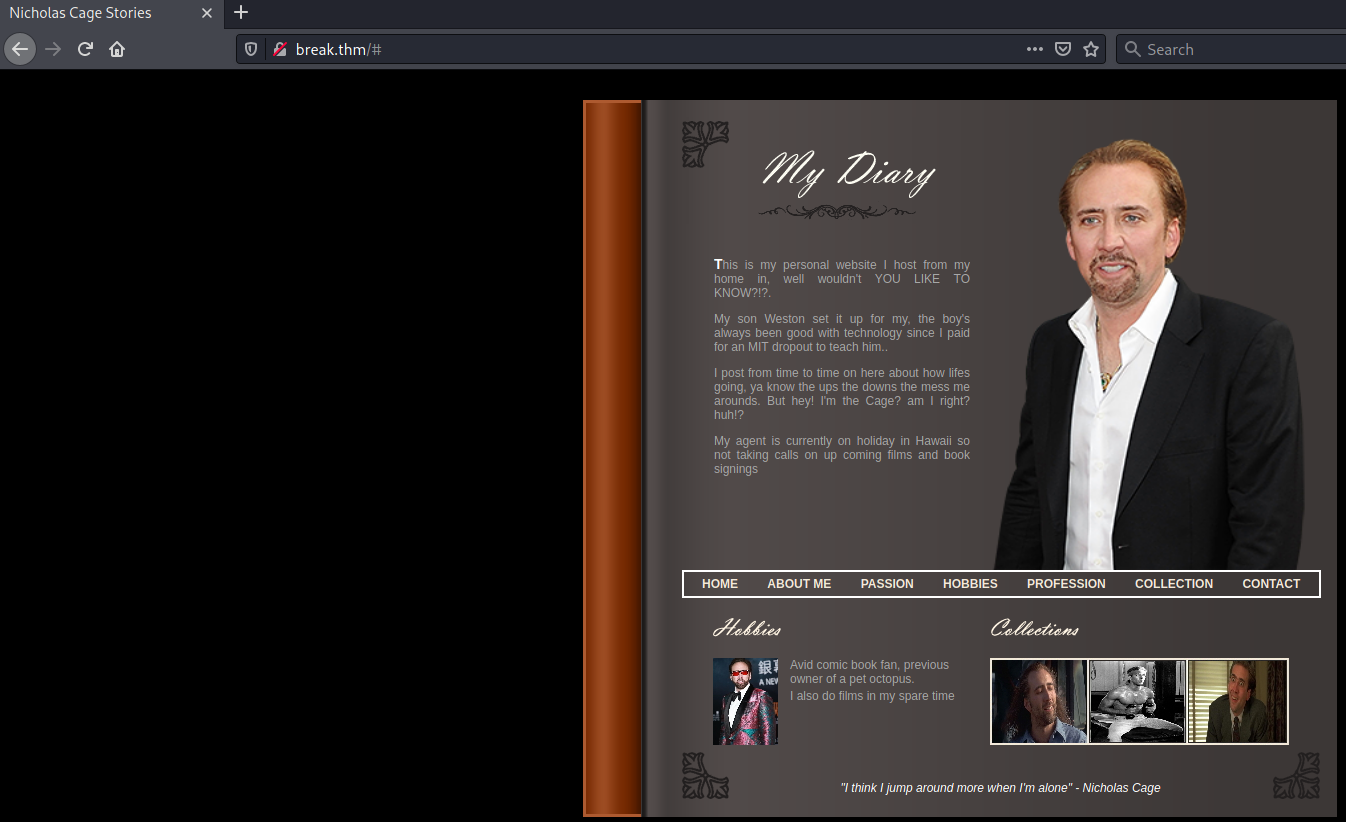 Nicholas Cage Stories
break.thm/#
Search
My Diary
This is my personal website I host from my
home in, well wouldn't YOU LIKE TO
KNOW?!?.
My son Weston set it up for my, the boy's
always been good with technology since I paid
for an MIT dropout to teach him..
I post from time to time on here about how lifes
going, ya know the ups the downs the mess me
arounds. But hey! I'm the Cage? am I right?
huh!?
My agent is currently on holiday in Hawaii so
not taking calls on up coming films and book
signings
HOME ABOUT ME PASSION HOBBIES PROFESSION COLLECTION CONTACT
Hobbies
Avid comic book fan, previous
owner of a pet octopus.
I also do films in my spare time
Collections
"I think I jump around more when I'm alone" - Nicholas Cage